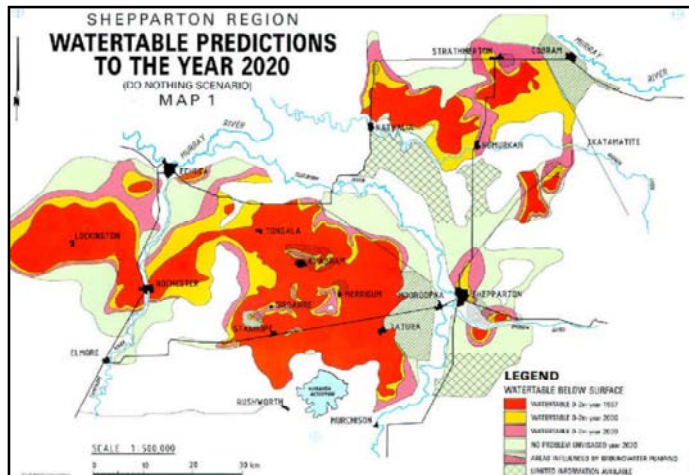 SHEPPARTON REGION
WATERTABLE PREDICTIONS
TO THE YEAR 2020
(DO NOTHING SCENARIO)
MAP 1
STRATHMERTON
COBRAM
MURRAY
RIVER
NATHALIA
NUMURKAH
KATAMATITE
MURRAY
RIVER
ECHUCA
LOCKINGTON
TONGALA
KYABRAM
ROCHESTER
GIRGARRE
MERRIGUM
MOOROOPNA
SHEPPARTON
STANHOPE
TATURA
ELMORE
RUSHWORTH
MURCHISON
LEGEND
WATERTABLE BELOW SURFACE
WATERTABLE 0-2m year 1987
WATERTABLE 0-2m year 2000
WATERTABLE 0-2m year 2020
NO PROBLEM ENVISAGED year 2020
AREAS INFLUENCED BY GROUNDWATER PUMPING
LIMITED INFORMATION AVAILABLE
SCALE 1:500,000
0 10 20 30 km